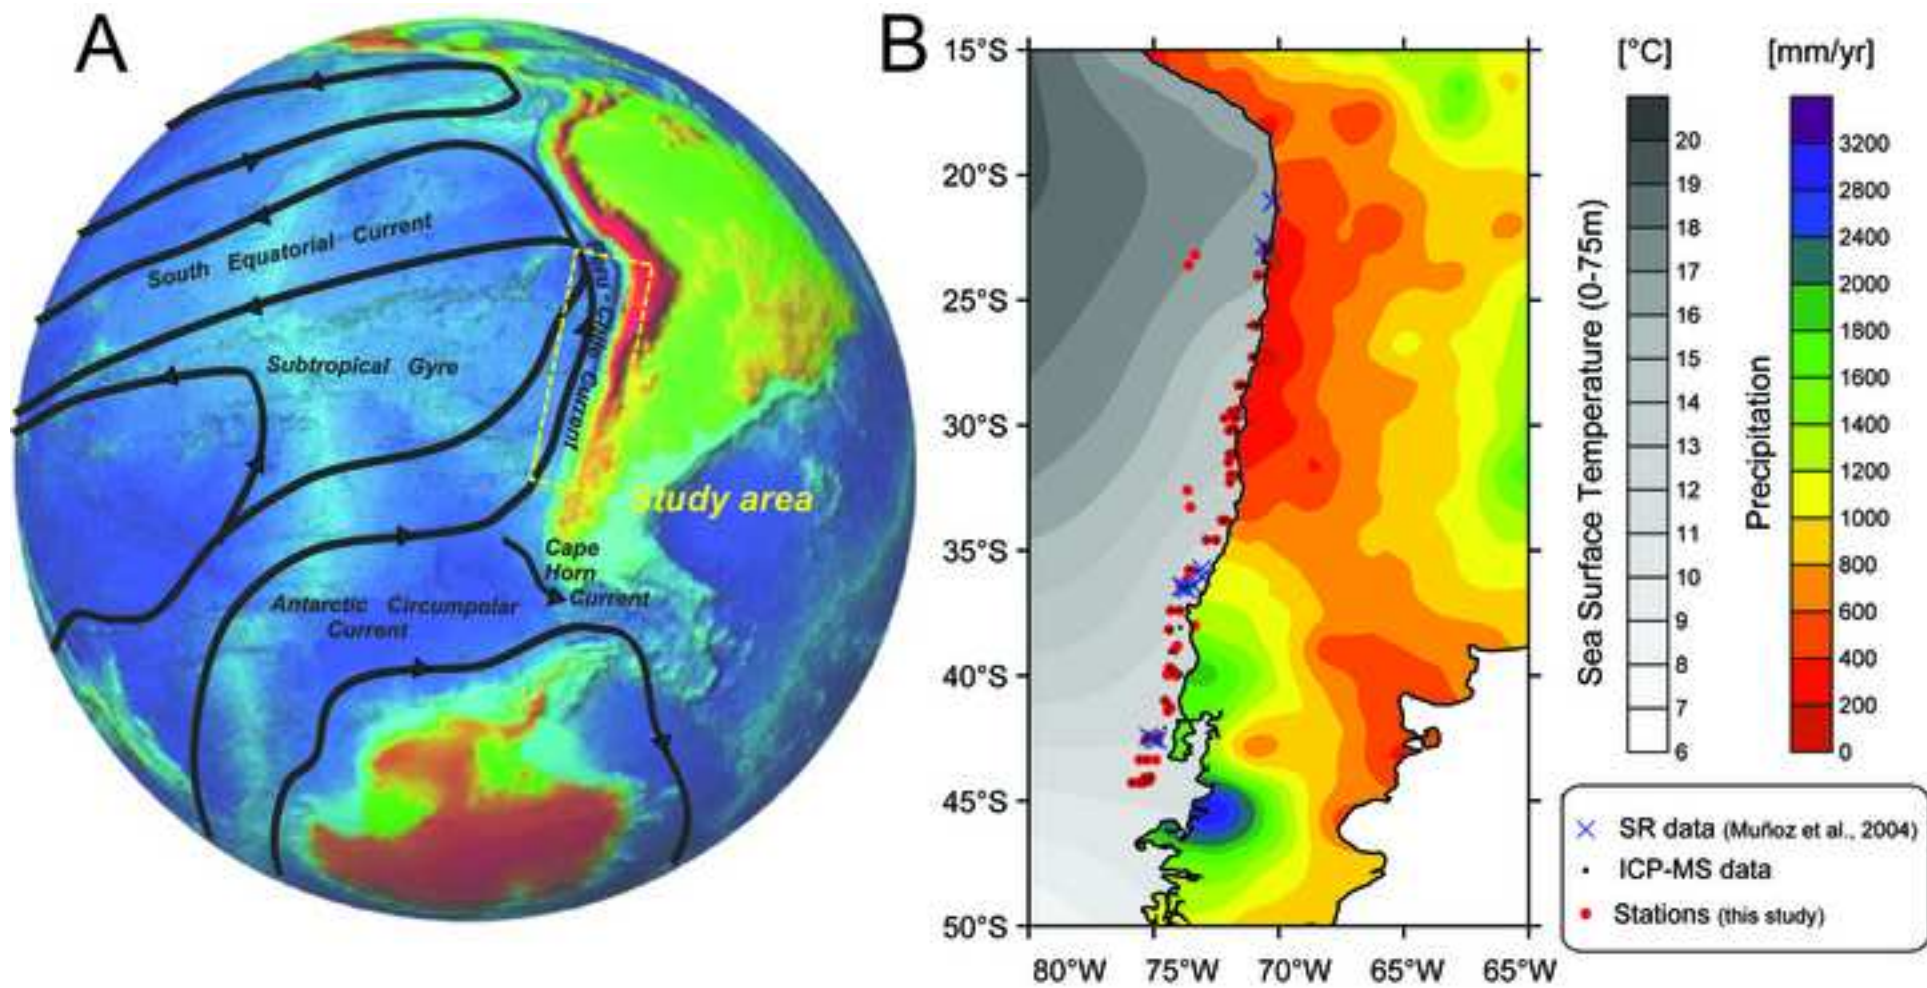 A
South Equatorial Current
Subtropical Gyre
Peru - Chile Current
Study area
Cape
Horn
Current
Antarctic Circumpolar
Current
B
15°S
20°S
25°S
30°S
35°S
40°S
45°S
50°S
80°W 75°W 70°W 65°W 65°W
[°C]
Sea Surface Temperature (0-75m)
20
19
18
17
16
15
14
13
12
11
10
9
8
7
6
[mm/yr]
Precipitation
3200
2800
2400
2000
1800
1600
1400
1200
1000
800
600
400
200
0
SR data (Muñoz et al., 2004)
ICP-MS data
Stations (this study)